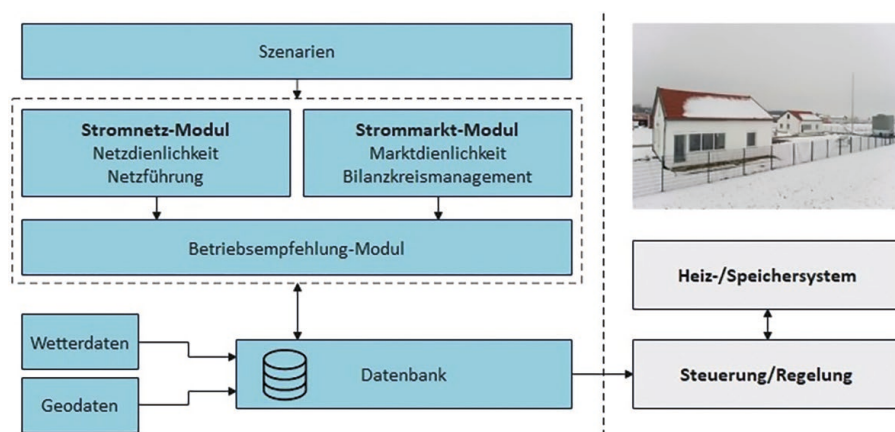 Szenarien
Stromnetz-Modul
Netzdienlichkeit
Netzführung
Strommarkt-Modul
Marktdienlichkeit
Bilanzkreismanagement
Betriebsempfehlung-Modul
Wetterdaten
Geodaten
Datenbank
Heiz-/Speichersystem
Steuerung/Regelung